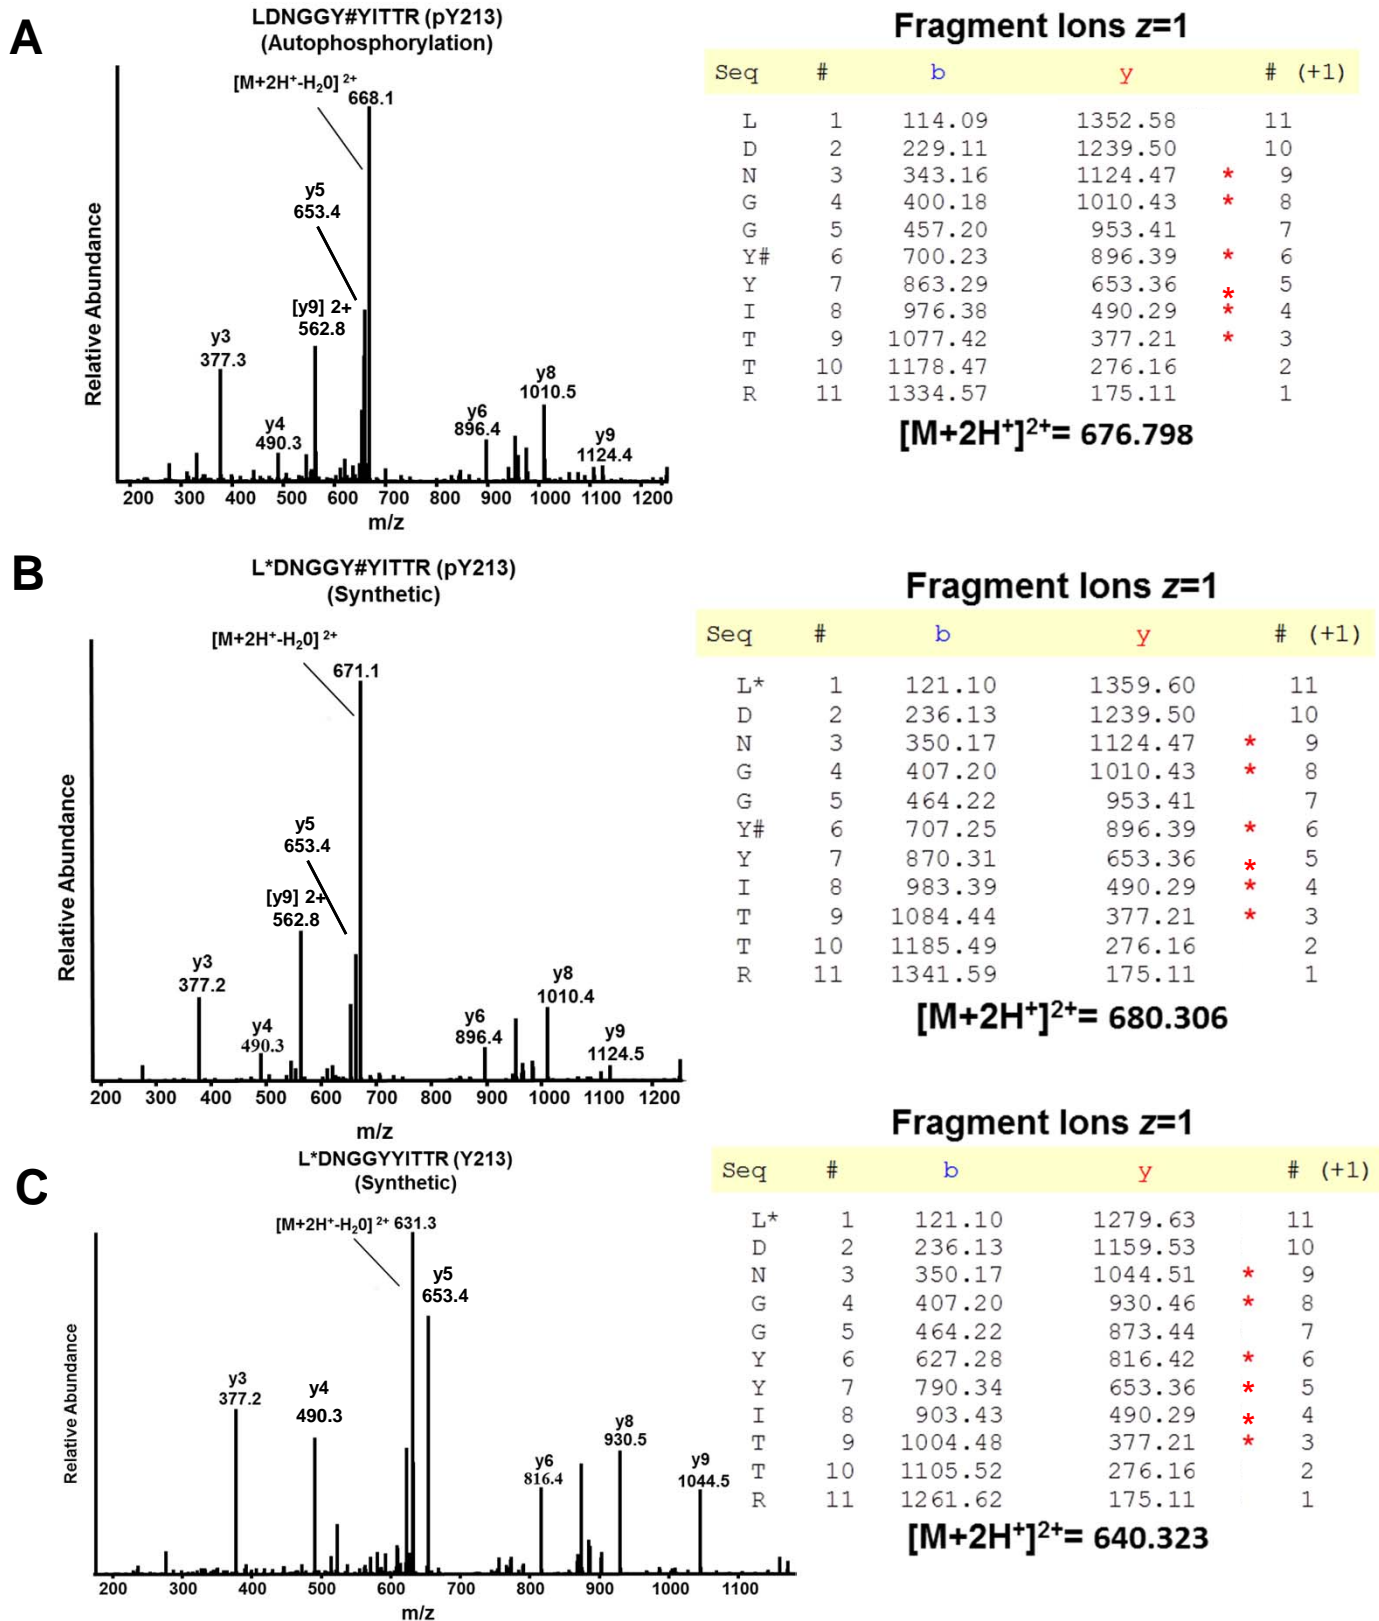 A
LDNGGY#YITTR (pY213)
(Autophosphorylation)
[M+2H⁺-H₂0] ²⁺
668.1
y5
653.4
[y9] 2+
562.8
y3
377.3
y4
490.3
y6
896.4
y8
1010.5
y9
1124.4
Relative Abundance
200 300 400 500 600 700 800 900 1000 1100 1200
m/z
Fragment Ions z=1
Seq # b y # (+1)
L 1 114.09 1352.58 11
D 2 229.11 1239.50 10
N 3 343.16 1124.47 * 9
G 4 400.18 1010.43 * 8
G 5 457.20 953.41 7
Y# 6 700.23 896.39 * 6
Y 7 863.29 653.36 * 5
I 8 976.38 490.29 * 4
T 9 1077.42 377.21 * 3
T 10 1178.47 276.16 2
R 11 1334.57 175.11 1
[M+2H⁺]²⁺= 676.798
B
L*DNGGY#YITTR (pY213)
(Synthetic)
[M+2H⁺-H₂0] ²⁺
671.1
y5
653.4
[y9] 2+
562.8
y3
377.2
y4
490.3
y6
896.4
y8
1010.4
y9
1124.5
Relative Abundance
200 300 400 500 600 700 800 900 1000 1100 1200
m/z
Fragment Ions z=1
Seq # b y # (+1)
L* 1 121.10 1359.60 11
D 2 236.13 1239.50 10
N 3 350.17 1124.47 * 9
G 4 407.20 1010.43 * 8
G 5 464.22 953.41 7
Y# 6 707.25 896.39 * 6
Y 7 870.31 653.36 * 5
I 8 983.39 490.29 * 4
T 9 1084.44 377.21 * 3
T 10 1185.49 276.16 2
R 11 1341.59 175.11 1
[M+2H⁺]²⁺= 680.306
C
L*DNGGYYITTR (Y213)
(Synthetic)
[M+2H⁺-H₂0] ²⁺ 631.3
y5
653.4
y3
377.2
y4
490.3
y6
816.4
y8
930.5
y9
1044.5
Relative Abundance
200 300 400 500 600 700 800 900 1000 1100
m/z
Fragment Ions z=1
Seq # b y # (+1)
L* 1 121.10 1279.63 11
D 2 236.13 1159.53 10
N 3 350.17 1044.51 * 9
G 4 407.20 930.46 * 8
G 5 464.22 873.44 7
Y 6 627.28 816.42 * 6
Y 7 790.34 653.36 * 5
I 8 903.43 490.29 * 4
T 9 1004.48 377.21 * 3
T 10 1105.52 276.16 2
R 11 1261.62 175.11 1
[M+2H⁺]²⁺= 640.323